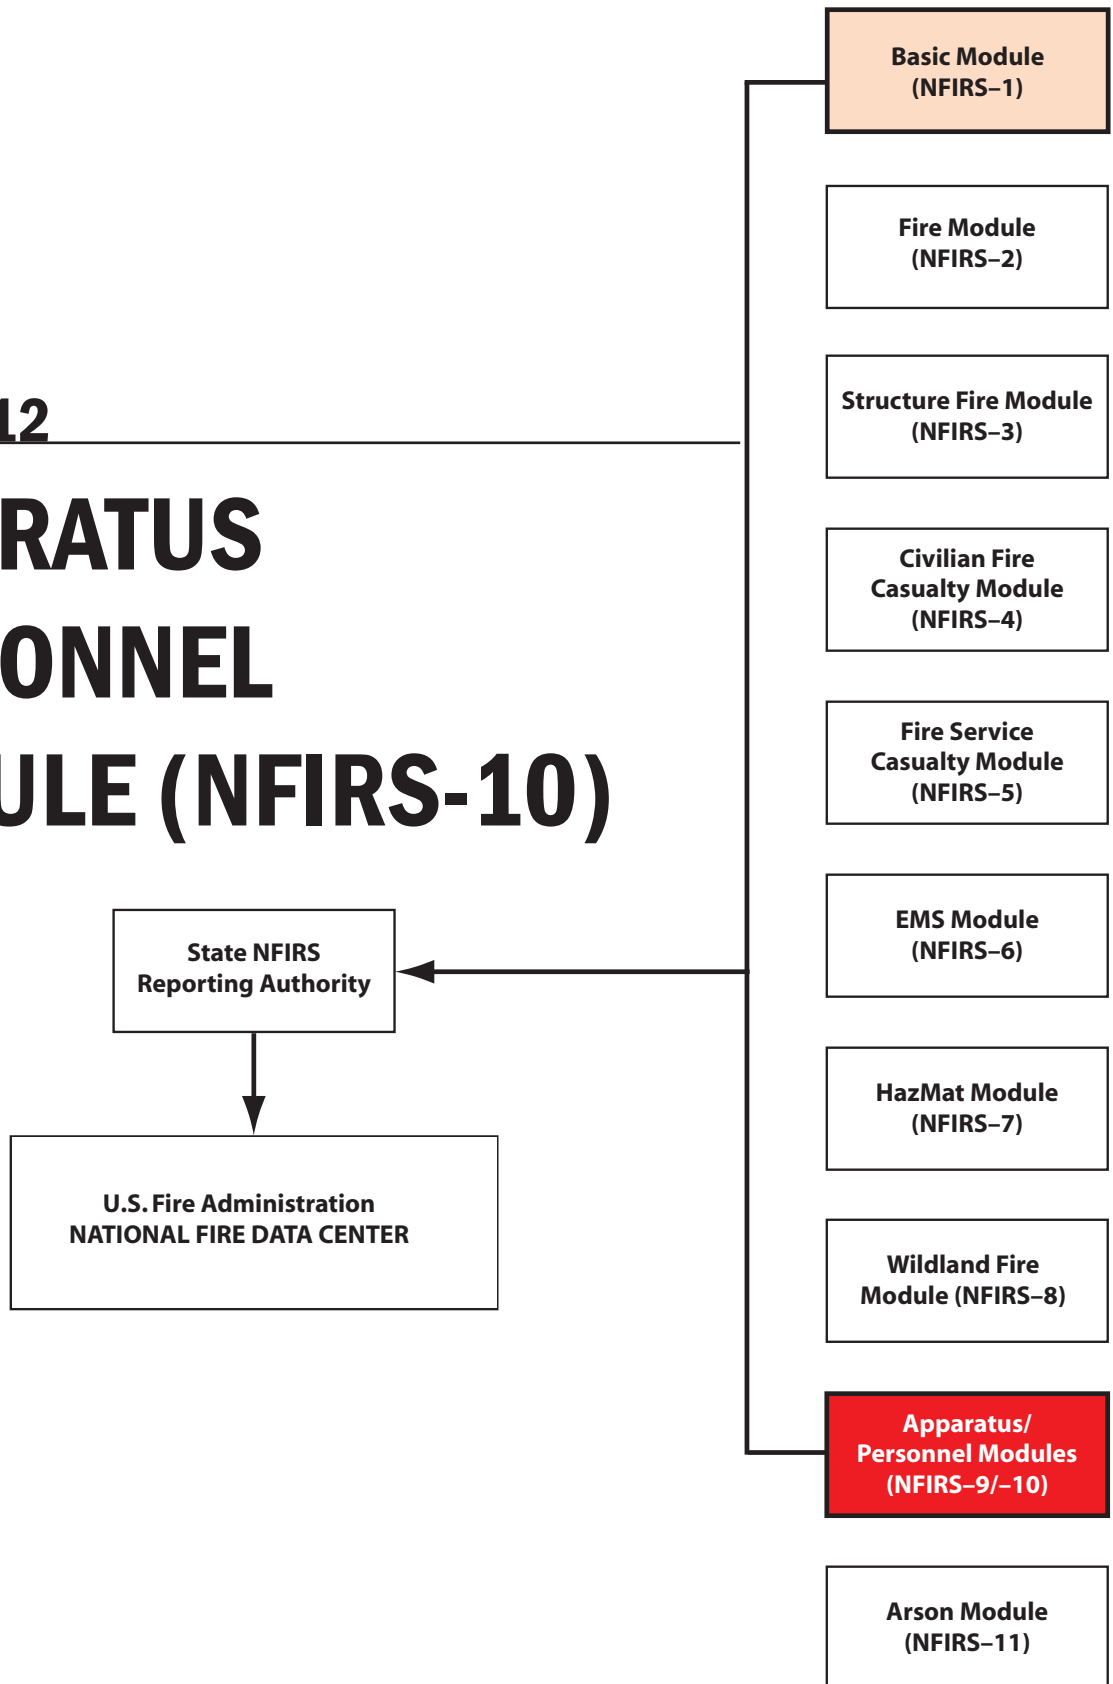 12
RATUS
ONNEL
ULE (NFIRS-10)
Basic Module
(NFIRS–1)
Fire Module
(NFIRS–2)
Structure Fire Module
(NFIRS–3)
Civilian Fire
Casualty Module
(NFIRS–4)
Fire Service
Casualty Module
(NFIRS–5)
EMS Module
(NFIRS–6)
State NFIRS
Reporting Authority
HazMat Module
(NFIRS–7)
U.S. Fire Administration
NATIONAL FIRE DATA CENTER
Wildland Fire
Module (NFIRS–8)
Apparatus/
Personnel Modules
(NFIRS–9/–10)
Arson Module
(NFIRS–11)